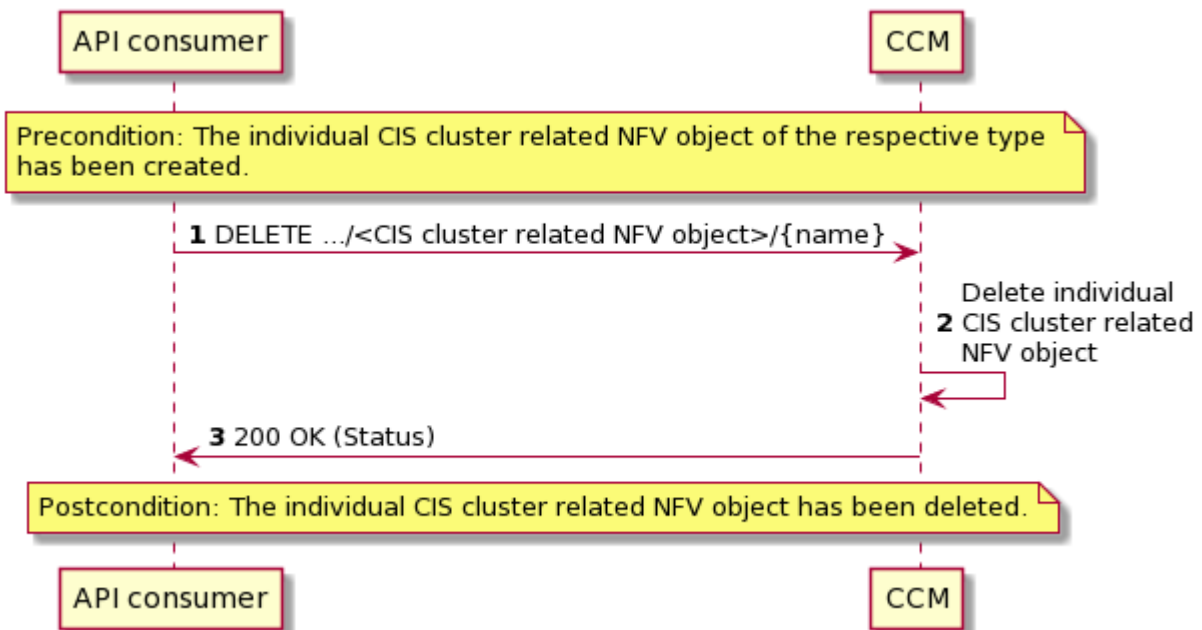 API consumer
CCM
Precondition: The individual CIS cluster related NFV object of the respective type
has been created.
1 DELETE .../<CIS cluster related NFV object>/{name}
Delete individual
2 CIS cluster related
NFV object
3 200 OK (Status)
Postcondition: The individual CIS cluster related NFV object has been deleted.
API consumer
CCM